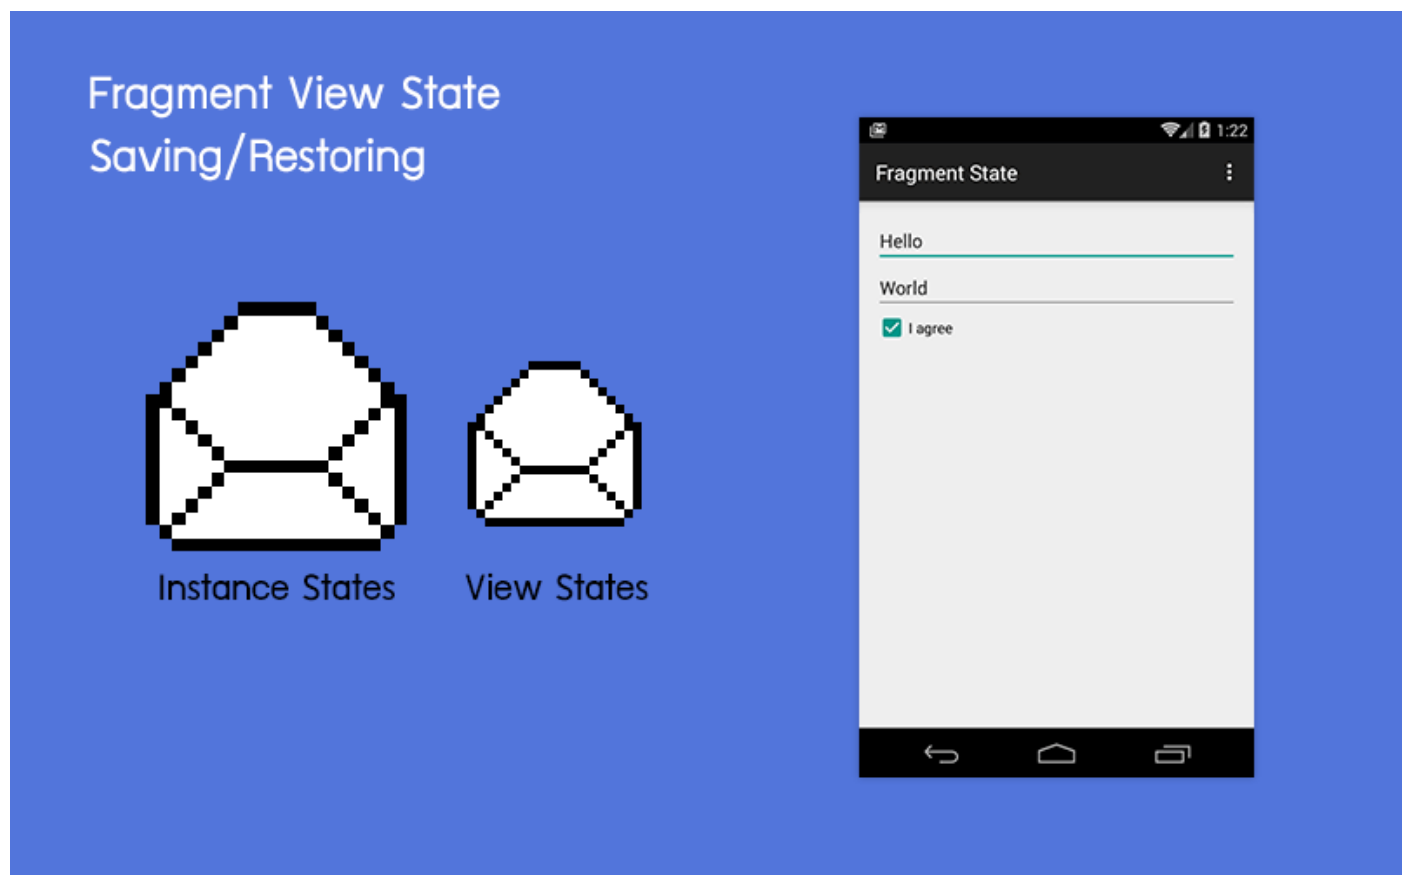 Fragment View State
Saving/Restoring
Instance States
View States
1:22
Fragment State
Hello
World
I agree